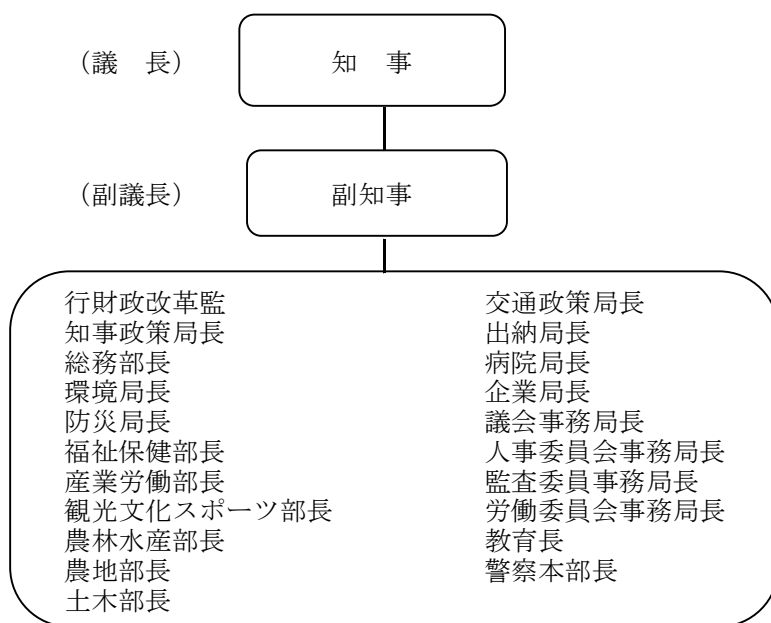 （議　長）
知　事
（副議長）
副知事
行財政改革監
知事政策局長
総務部長
環境局長
防災局長
福祉保健部長
産業労働部長
観光文化スポーツ部長
農林水産部長
農地部長
土木部長
交通政策局長
出納局長
病院局長
企業局長
議会事務局長
人事委員会事務局長
監査委員事務局長
労働委員会事務局長
教育長
警察本部長